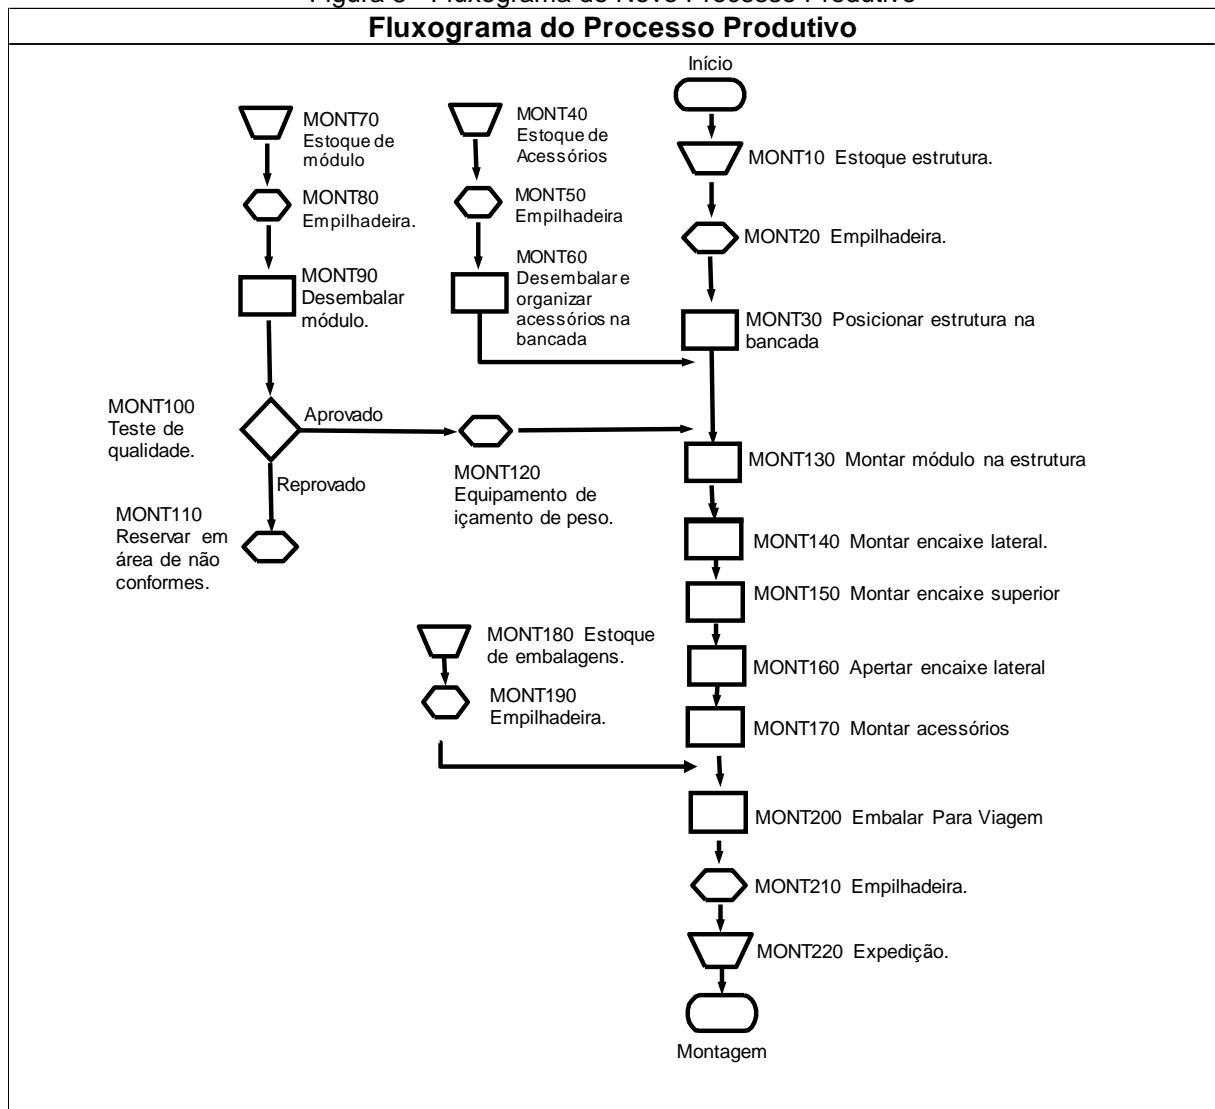 Fluxograma do Processo Produtivo
Início
MONT70
Estoque de
módulo
MONT80
Empilhadeira.
MONT90
Desembalar
módulo.
MONT100
Teste de
qualidade.
Aprovado
Reprovado
MONT110
Reservar em
área de não
conformes.
MONT40
Estoque de
Acessórios
MONT50
Empilhadeira
MONT60
Desembalar e
organizar
acessórios na
bancada
MONT120
Equipamento de
içamento de peso.
MONT10 Estoque estrutura.
MONT20 Empilhadeira.
MONT30 Posicionar estrutura na
bancada
MONT130 Montar módulo na estrutura
MONT140 Montar encaixe lateral.
MONT150 Montar encaixe superior
MONT160 Apertar encaixe lateral
MONT170 Montar acessórios
MONT180 Estoque
de embalagens.
MONT190
Empilhadeira.
MONT200 Embalar Para Viagem
MONT210 Empilhadeira.
MONT220 Expedição.
Montagem